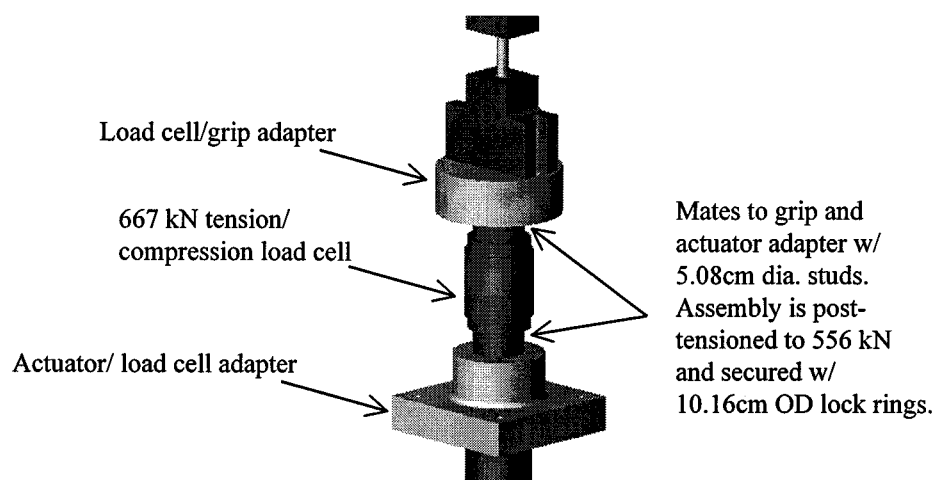 Load cell/grip adapter
667 kN tension/
compression load cell
Actuator/ load cell adapter
Mates to grip and
actuator adapter w/
5.08cm dia. studs.
Assembly is post-
tensioned to 556 kN
and secured w/
10.16cm OD lock rings.